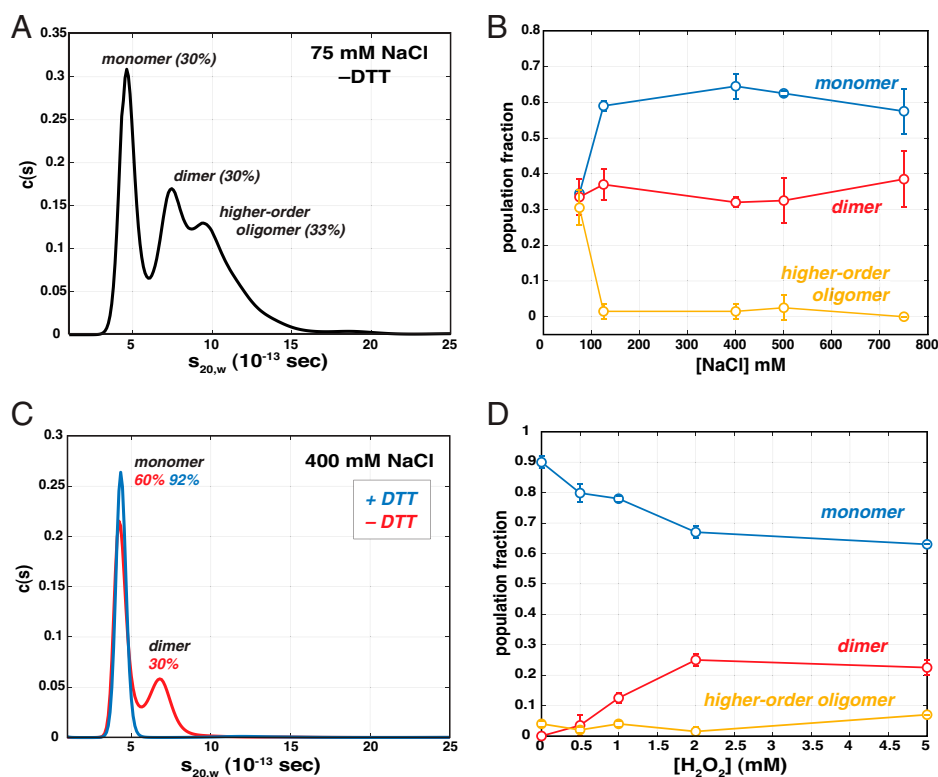 A
75 mM NaCl
–DTT
monomer (30%)
dimer (30%)
higher-order
oligomer (33%)
c(s)
0.35
0.3
0.25
0.2
0.15
0.1
0.05
0
5 10 15 20 25
s20,w (10-13 sec)
B
population fraction
0.8
0.7
0.6
0.5
0.4
0.3
0.2
0.1
0
monomer
dimer
higher-order
oligomer
0 100 200 300 400 500 600 700 800
[NaCl] mM
C
400 mM NaCl
+ DTT
– DTT
monomer
60% 92%
dimer
30%
c(s)
0.3
0.25
0.2
0.15
0.1
0.05
0
5 10 15 20 25
s20,w (10-13 sec)
D
population fraction
1
0.9
0.8
0.7
0.6
0.5
0.4
0.3
0.2
0.1
0
monomer
dimer
higher-order oligomer
0 0.5 1 1.5 2 2.5 3 3.5 4 4.5 5
[H2O2] (mM)